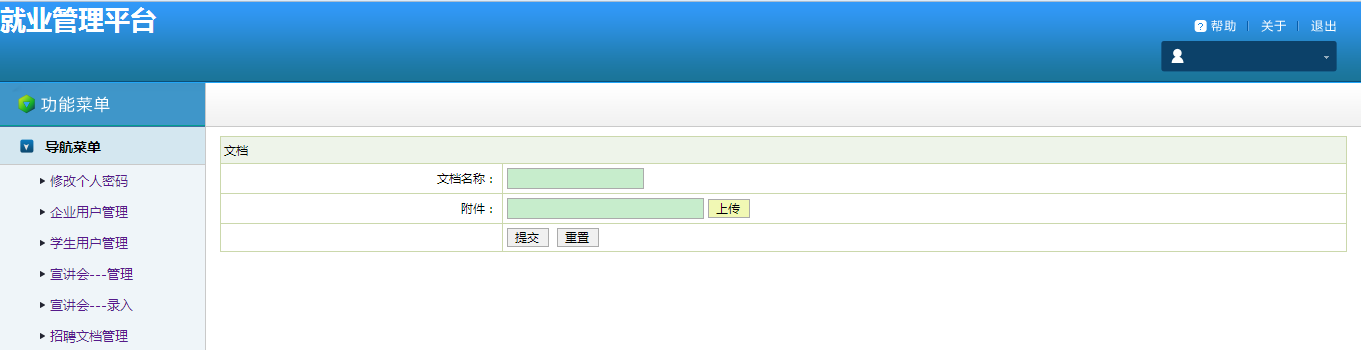 就业管理平台
帮助 关于 退出
功能菜单
导航菜单
修改个人密码
企业用户管理
学生用户管理
宣讲会---管理
宣讲会---录入
招聘文档管理
文档
文档名称：
附件： 上传
提交 重置